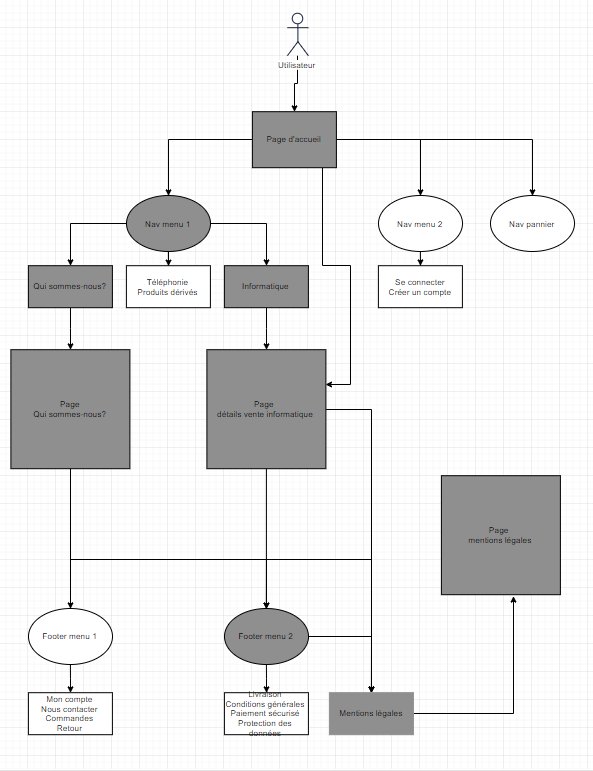 Utilisateur
Page d'accueil
Nav menu 1
Nav menu 2
Nav pannier
Qui sommes-nous?
Téléphonie
Produits dérivés
Informatique
Se connecter
Créer un compte
Page
Qui sommes-nous?
Page
détails vente informatique
Page
mentions légales
Footer menu 1
Footer menu 2
Mon compte
Nous contacter
Commandes
Retour
Livraison
Conditions générales
Paiement sécurisé
Protection des
données
Mentions légales